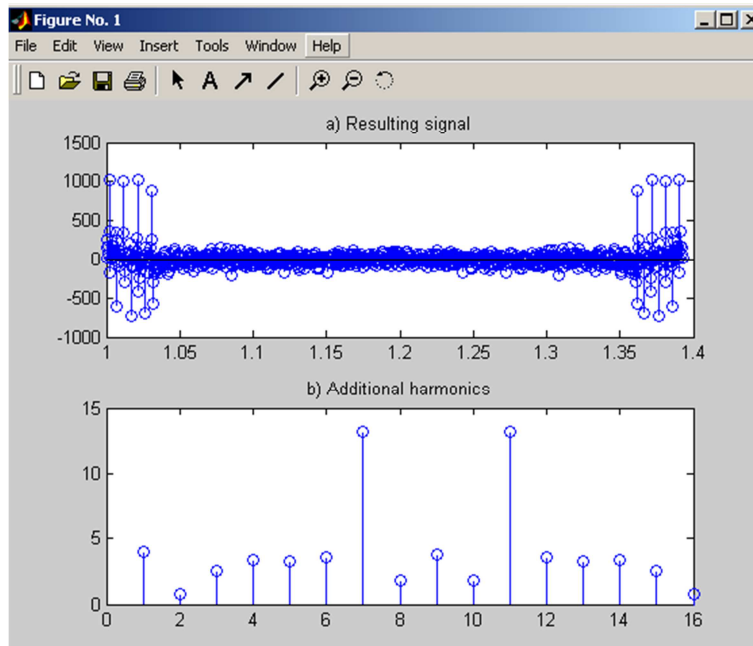 Figure No. 1
File Edit View Insert Tools Window Help
A
a) Resulting signal
1500
1000
500
0
-500
-1000
1 1.05 1.1 1.15 1.2 1.25 1.3 1.35 1.4
b) Additional harmonics
15
10
5
0
0 2 4 6 8 10 12 14 16